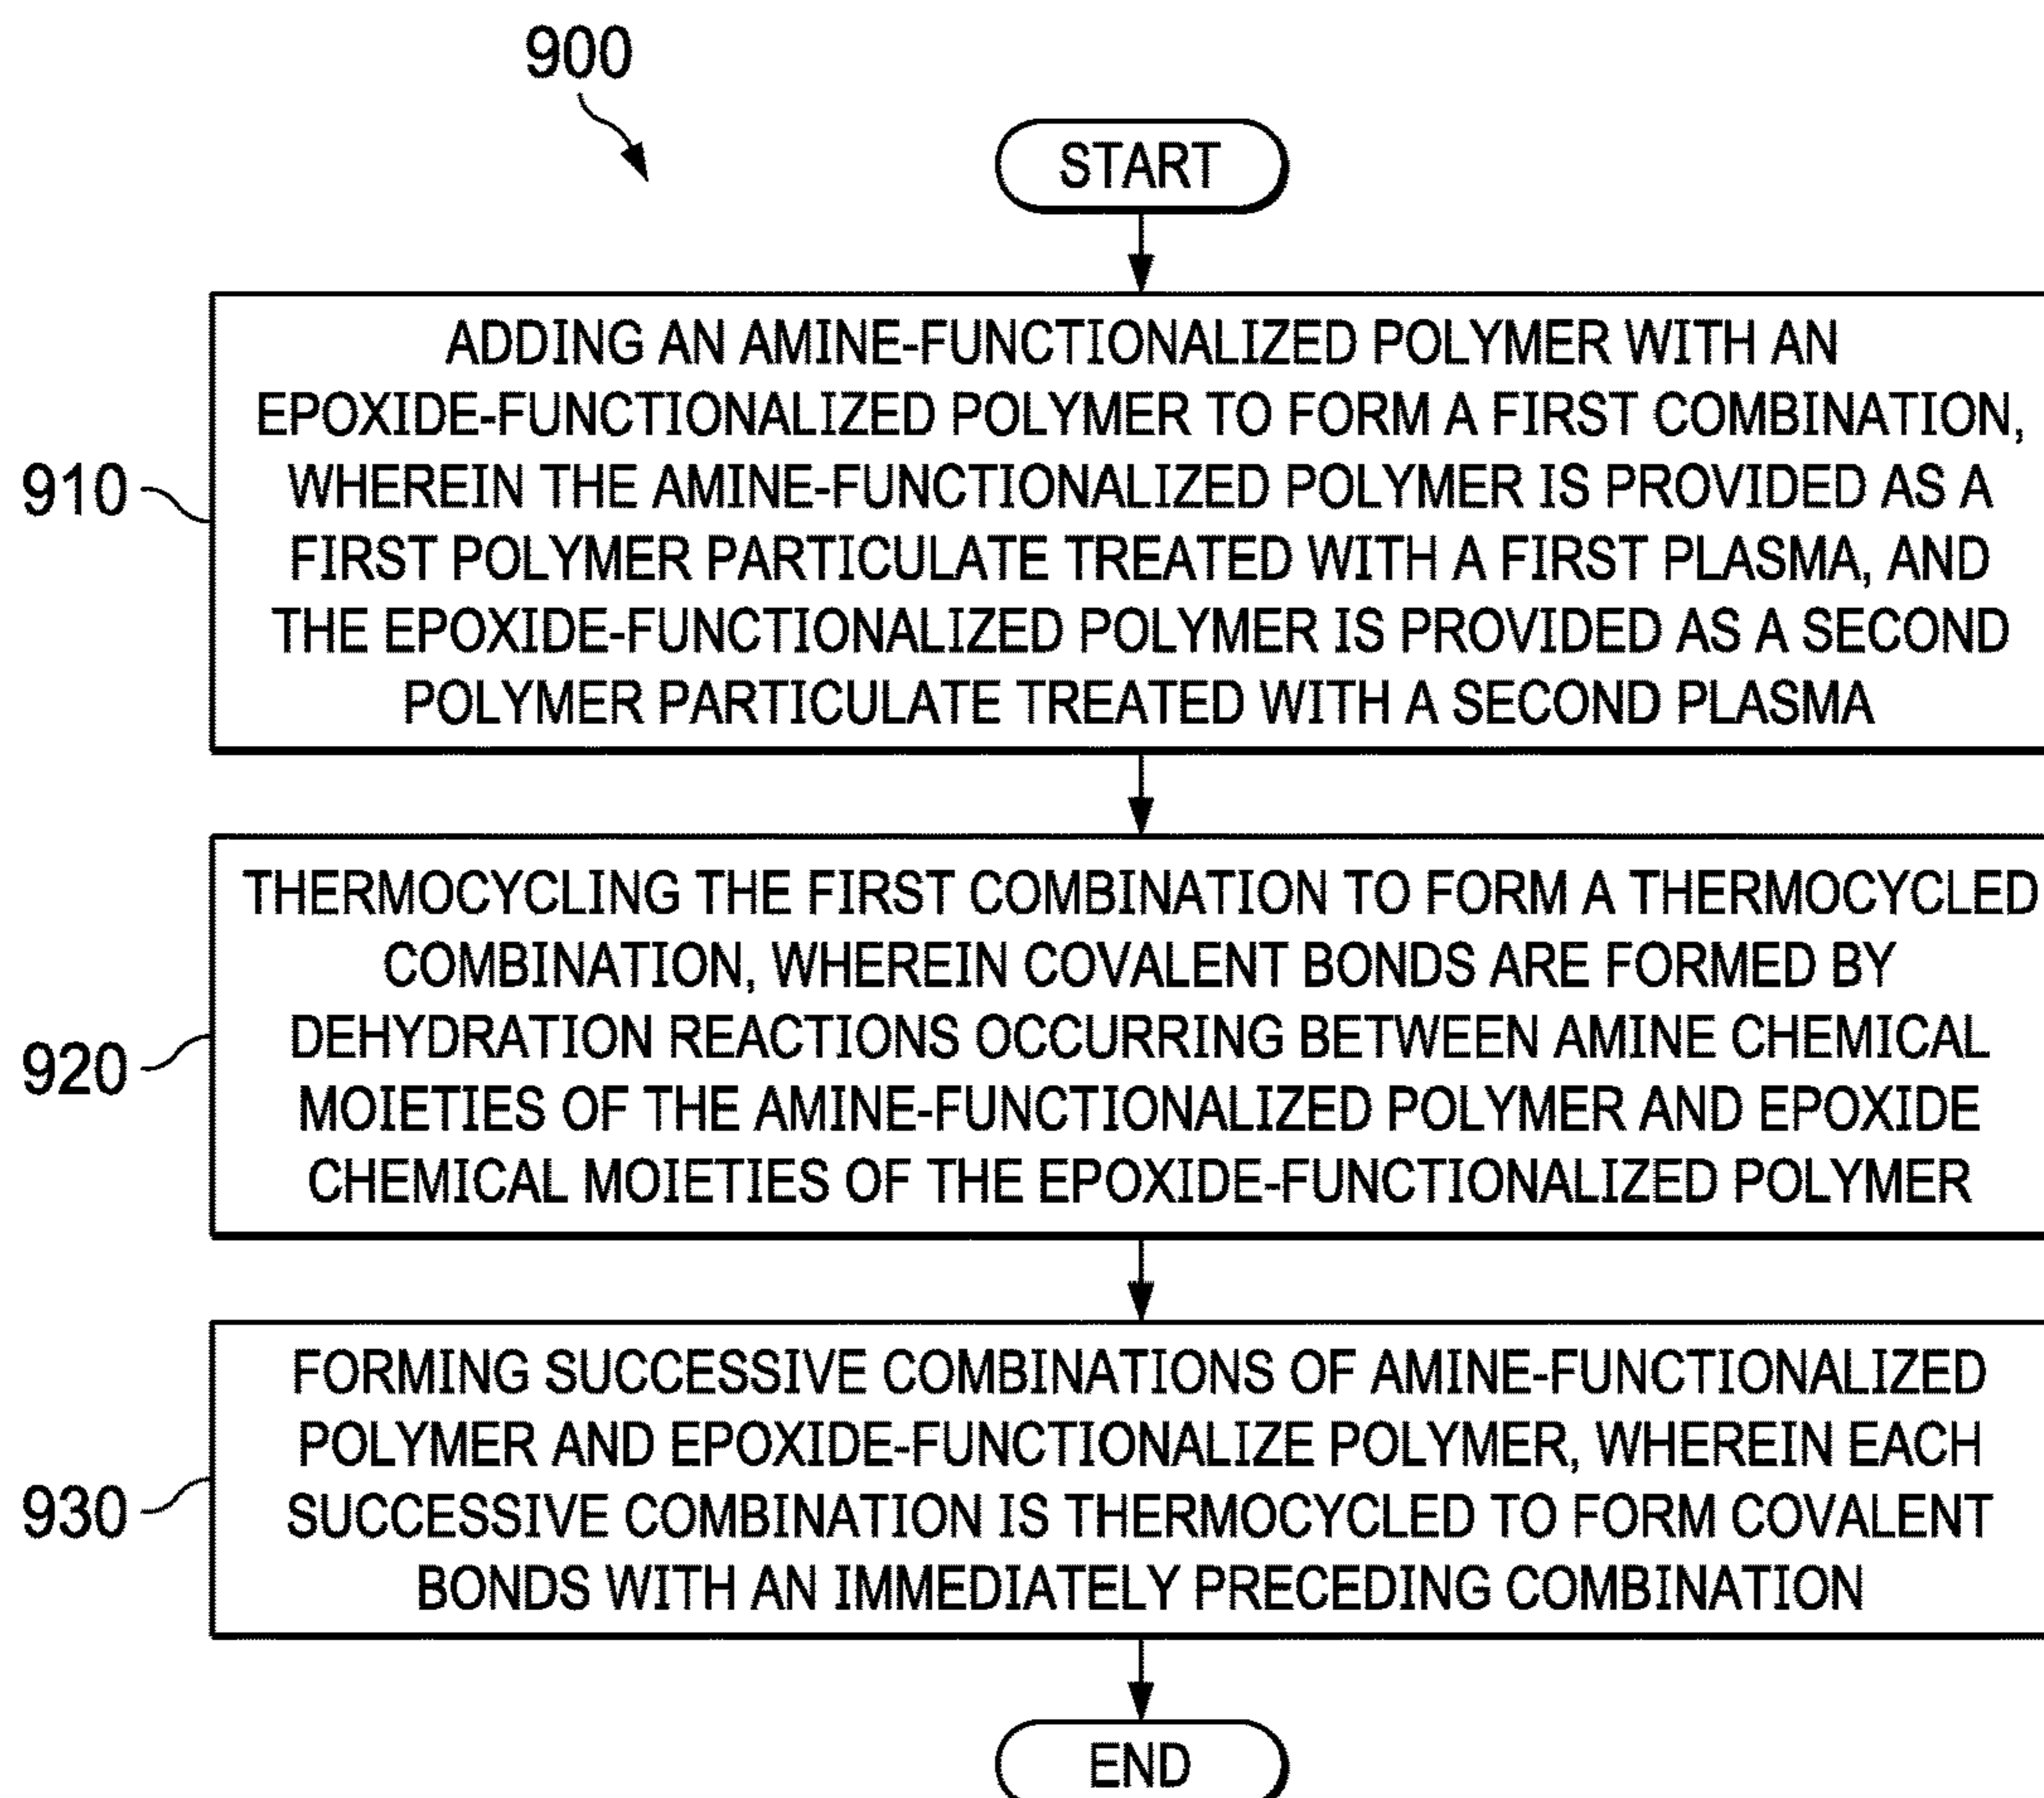 900
START
ADDING AN AMINE-FUNCTIONALIZED POLYMER WITH AN
EPOXIDE-FUNCTIONALIZED POLYMER TO FORM A FIRST COMBINATION,
WHEREIN THE AMINE-FUNCTIONALIZED POLYMER IS PROVIDED AS A
FIRST POLYMER PARTICULATE TREATED WITH A FIRST PLASMA, AND
THE EPOXIDE-FUNCTIONALIZED POLYMER IS PROVIDED AS A SECOND
POLYMER PARTICULATE TREATED WITH A SECOND PLASMA
910
THERMOCYCLING THE FIRST COMBINATION TO FORM A THERMOCYCLED
COMBINATION, WHEREIN COVALENT BONDS ARE FORMED BY
DEHYDRATION REACTIONS OCCURRING BETWEEN AMINE CHEMICAL
MOIETIES OF THE AMINE-FUNCTIONALIZED POLYMER AND EPOXIDE
CHEMICAL MOIETIES OF THE EPOXIDE-FUNCTIONALIZED POLYMER
920
FORMING SUCCESSIVE COMBINATIONS OF AMINE-FUNCTIONALIZED
POLYMER AND EPOXIDE-FUNCTIONALIZE POLYMER, WHEREIN EACH
SUCCESSIVE COMBINATION IS THERMOCYCLED TO FORM COVALENT
BONDS WITH AN IMMEDIATELY PRECEDING COMBINATION
930
END